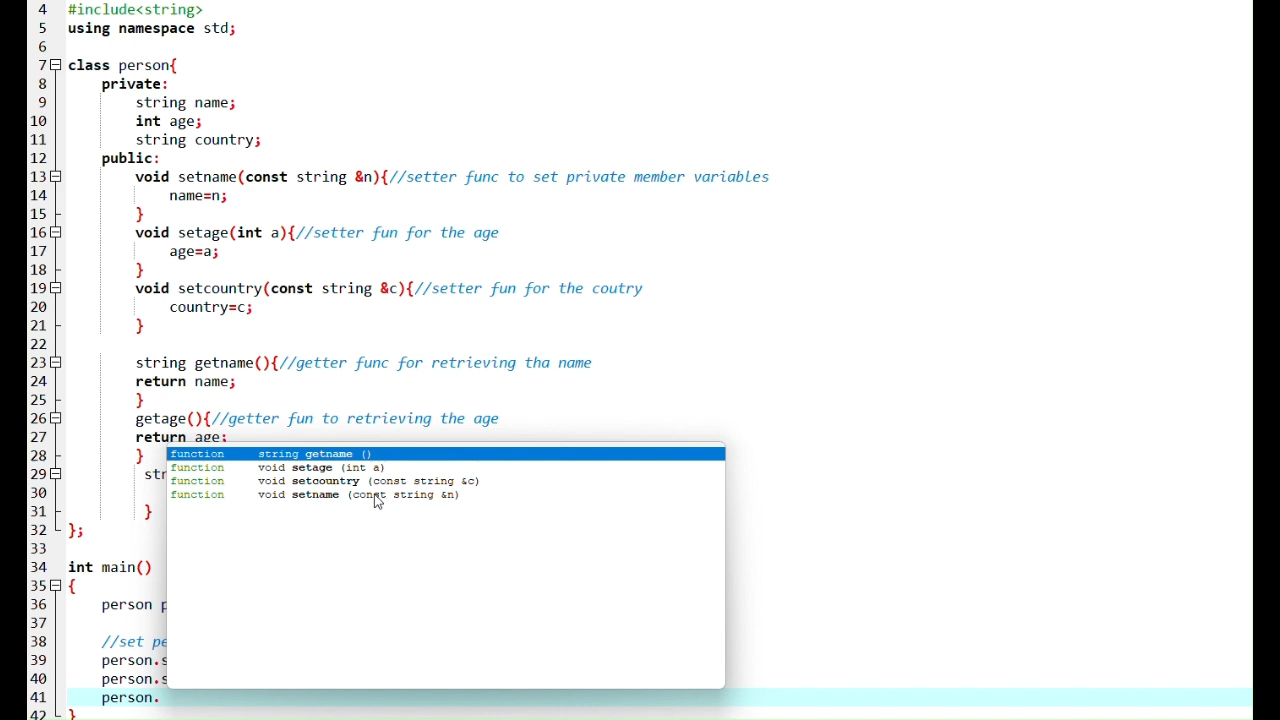 4 #include<string>
5 using namespace std;
6
7 class person{
8 private:
9 string name;
10 int age;
11 string country;
12 public:
13 void setname(const string &n){//setter func to set private member variables
14 name=n;
15 }
16 void setage(int a){//setter fun for the age
17 age=a;
18 }
19 void setcountry(const string &c){//setter fun for the coutry
20 country=c;
21 }
22
23 string getname(){//getter func for retrieving tha name
24 return name;
25 }
26 getage(){//getter fun to retrieving the age
27 return age;
28 }
function string getname ()
function void setage (int a)
function void setcountry (const string &c)
function void setname (const string &n)
29 str
30
31 }
32 };
33
34 int main()
35 {
36 person p
37
38 //set pe
39 person.s
40 person.s
41 person.
42 }